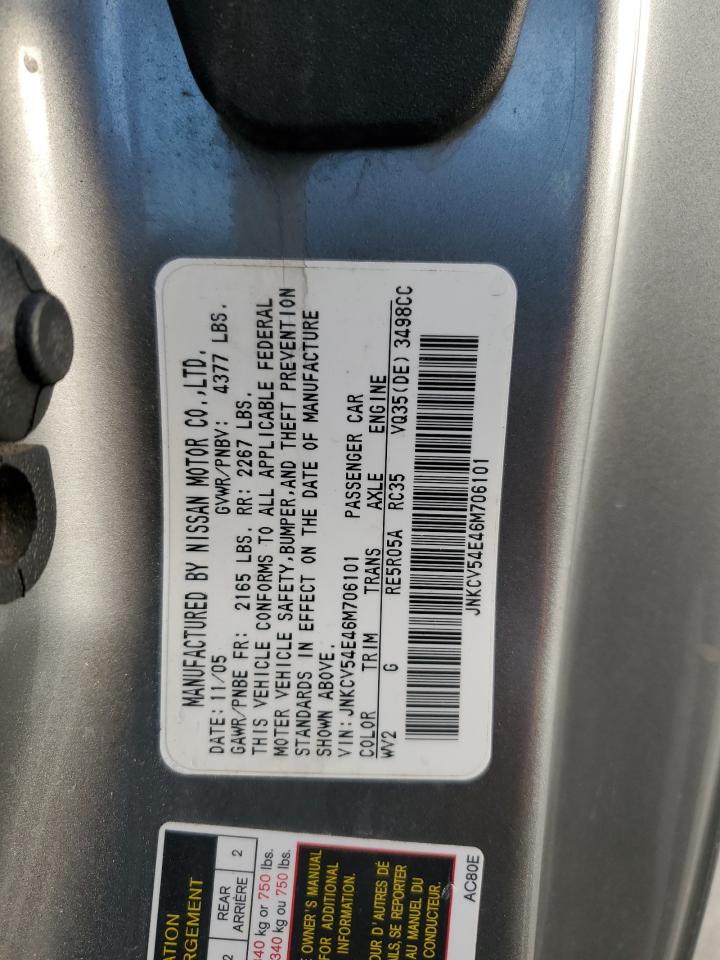 MANUFACTURED BY NISSAN MOTOR CO.,LTD.
DATE: 11/05 GVWR/PNBV: 4377 LBS.
GAWR/PNBE FR: 2165 LBS. RR: 2267 LBS.
THIS VEHICLE CONFORMS TO ALL APPLICABLE FEDERAL
MOTER VEHICLE SAFETY,BUMPER,AND THEFT PREVENTION
STANDARDS IN EFFECT ON THE DATE OF MANUFACTURE
SHOWN ABOVE.
VIN:JNKCV54E46M706101 PASSENGER CAR
COLOR TRIM TRANS AXLE ENGINE
WV2 G RE5R05A RC35 VQ35(DE) 3498CC
JNKCV54E46M706101
REAR 2
ARRIÈRE
340 kg or 750 lbs.
340 kg ou 750 lbs.
OWNER'S MANUAL
FOR ADDITIONAL
INFORMATION.
D'AUTRES DE
SE REPORTER
AU MANUEL DU
CONDUCTEUR.
AC80E